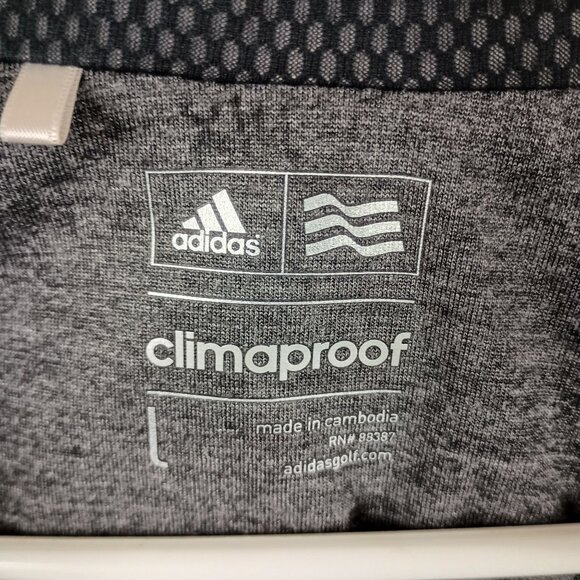 adidas
climaproof
L
made in cambodia
RN# 88387
adidasgolf.com